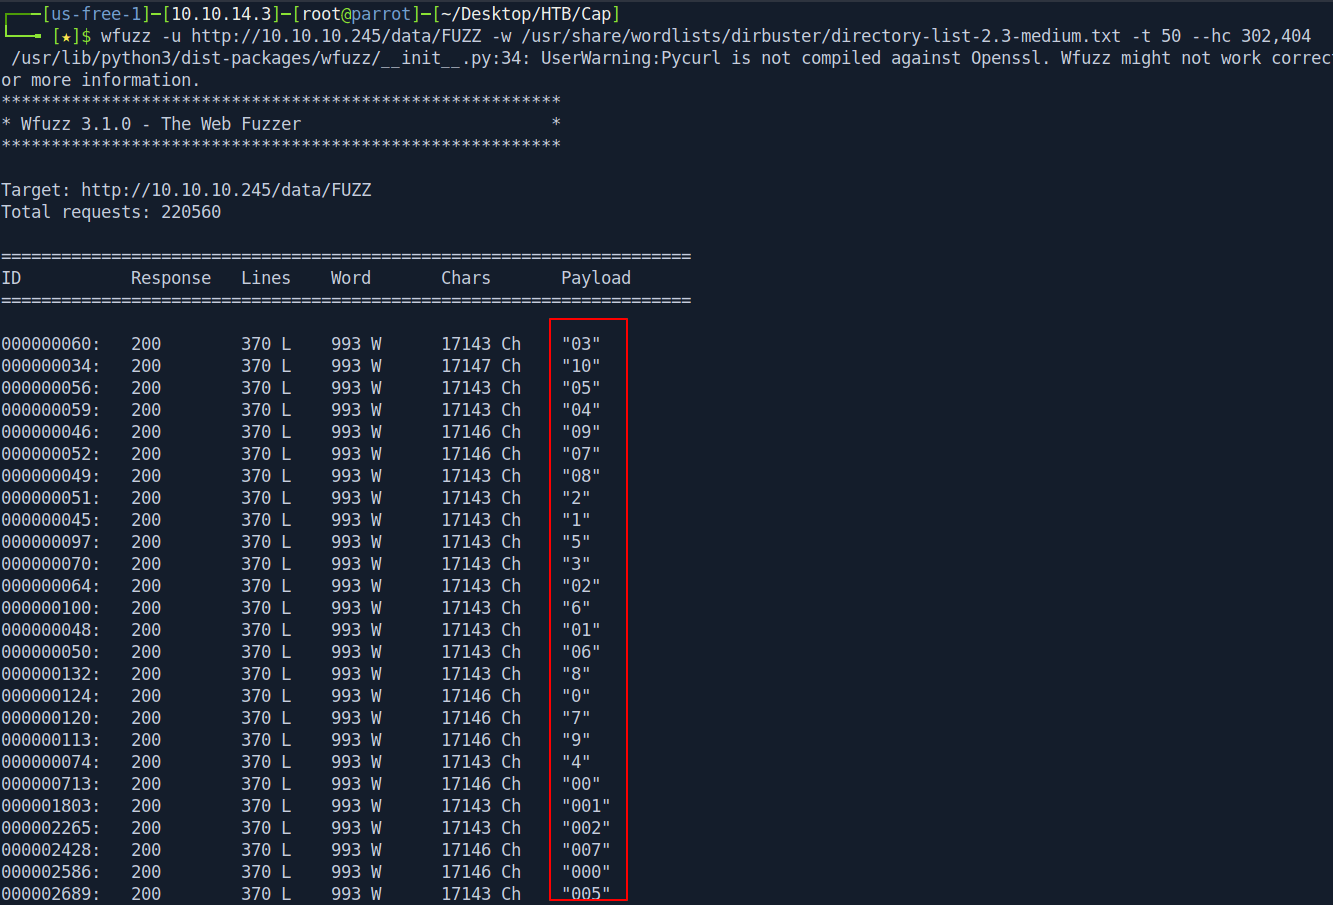 ┌──[us-free-1]─[10.10.14.3]─[root@parrot]─[~/Desktop/HTB/Cap]
└──╼ [★]$ wfuzz -u http://10.10.10.245/data/FUZZ -w /usr/share/wordlists/dirbuster/directory-list-2.3-medium.txt -t 50 --hc 302,404
 /usr/lib/python3/dist-packages/wfuzz/__init__.py:34: UserWarning:Pycurl is not compiled against Openssl. Wfuzz might not work correc
or more information.
********************************************************
* Wfuzz 3.1.0 - The Web Fuzzer                         *
********************************************************

Target: http://10.10.10.245/data/FUZZ
Total requests: 220560

=====================================================================
ID           Response   Lines    Word       Chars       Payload
=====================================================================

000000060:   200        370 L    993 W      17143 Ch    "03"
000000034:   200        370 L    993 W      17147 Ch    "10"
000000056:   200        370 L    993 W      17143 Ch    "05"
000000059:   200        370 L    993 W      17143 Ch    "04"
000000046:   200        370 L    993 W      17146 Ch    "09"
000000052:   200        370 L    993 W      17146 Ch    "07"
000000049:   200        370 L    993 W      17143 Ch    "08"
000000051:   200        370 L    993 W      17143 Ch    "2"
000000045:   200        370 L    993 W      17143 Ch    "1"
000000097:   200        370 L    993 W      17143 Ch    "5"
000000070:   200        370 L    993 W      17143 Ch    "3"
000000064:   200        370 L    993 W      17143 Ch    "02"
000000100:   200        370 L    993 W      17143 Ch    "6"
000000048:   200        370 L    993 W      17143 Ch    "01"
000000050:   200        370 L    993 W      17143 Ch    "06"
000000132:   200        370 L    993 W      17143 Ch    "8"
000000124:   200        370 L    993 W      17146 Ch    "0"
000000120:   200        370 L    993 W      17146 Ch    "7"
000000113:   200        370 L    993 W      17146 Ch    "9"
000000074:   200        370 L    993 W      17143 Ch    "4"
000000713:   200        370 L    993 W      17146 Ch    "00"
000001803:   200        370 L    993 W      17143 Ch    "001"
000002265:   200        370 L    993 W      17143 Ch    "002"
000002428:   200        370 L    993 W      17146 Ch    "007"
000002586:   200        370 L    993 W      17146 Ch    "000"
000002689:   200        370 L    993 W      17143 Ch    "005"